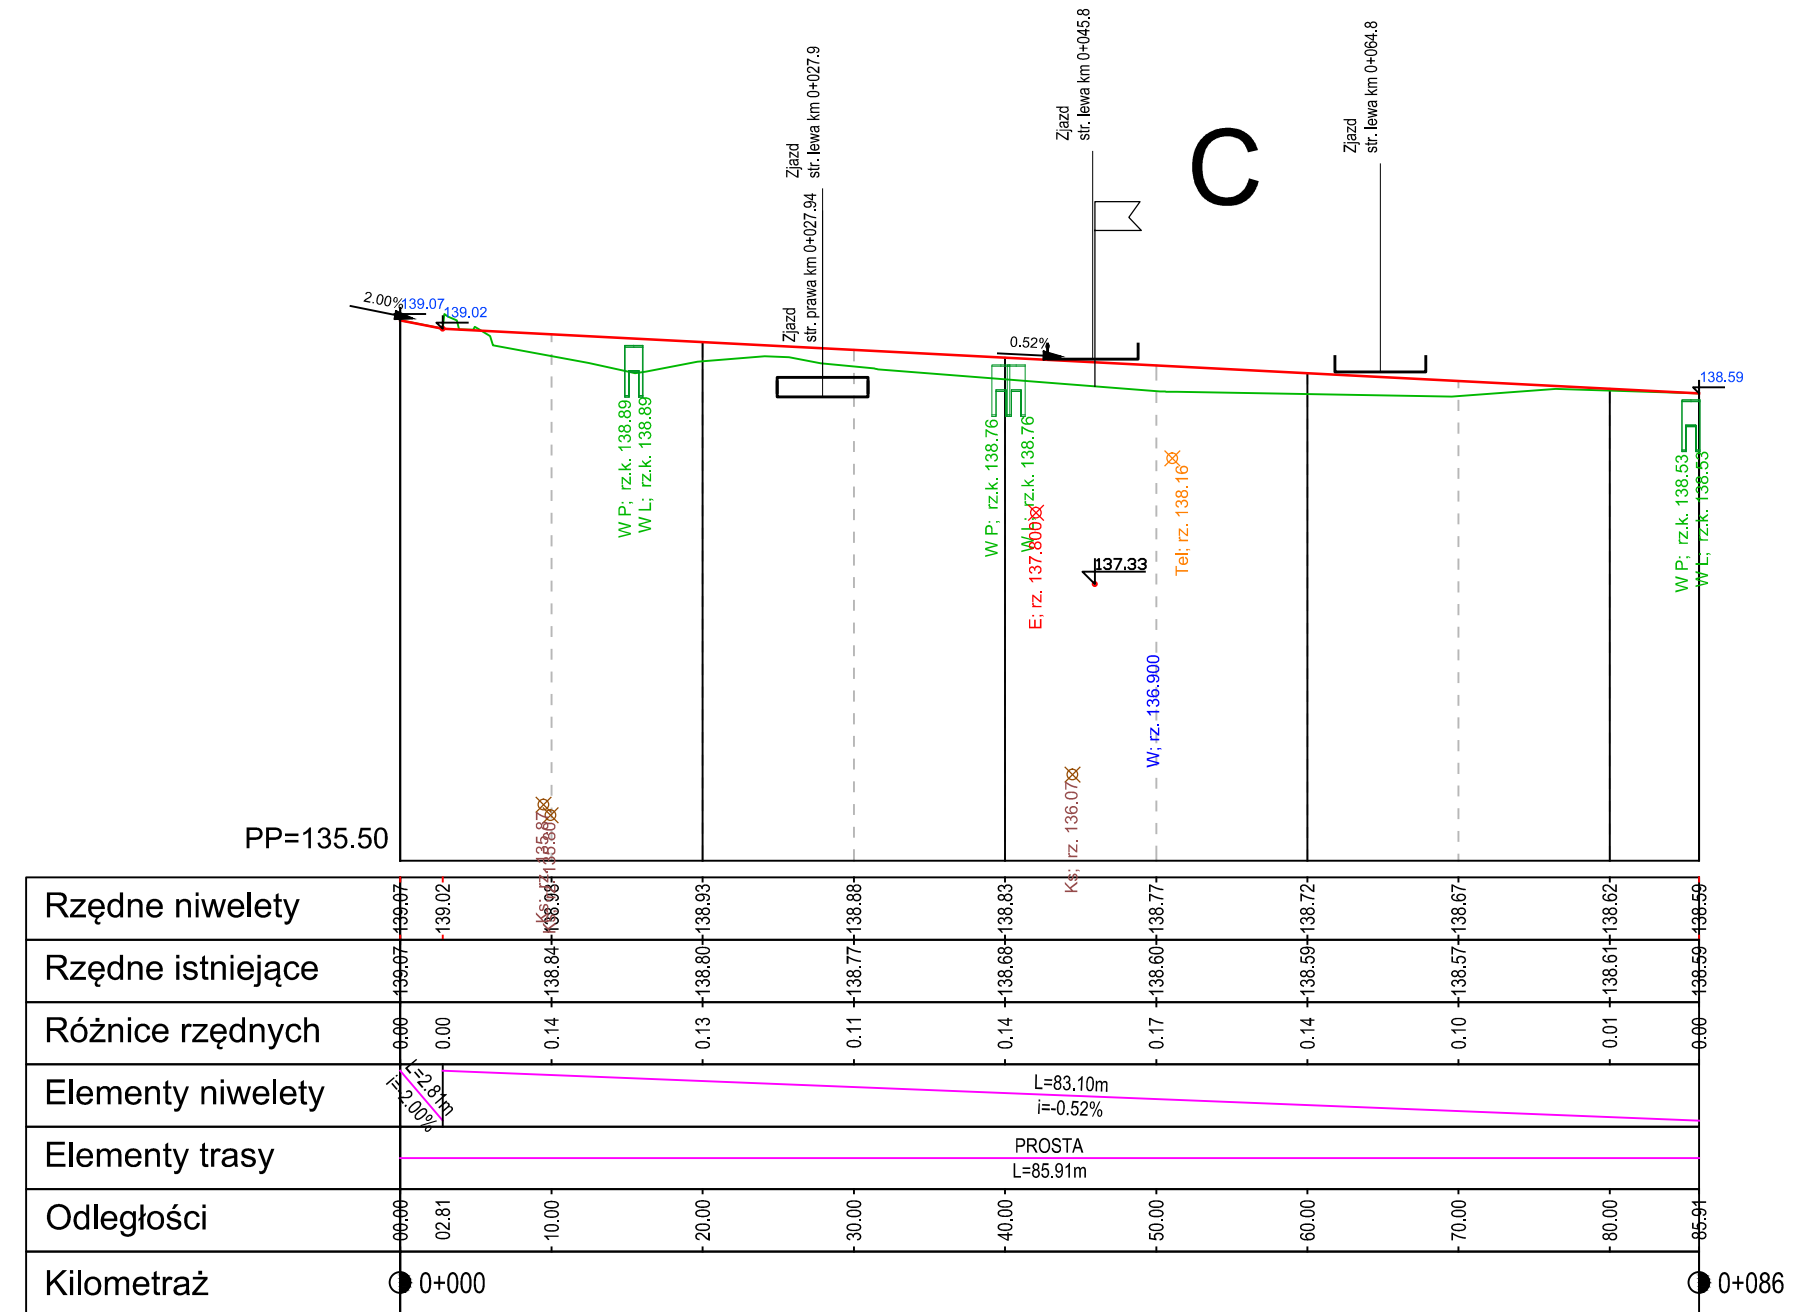 Zjazd
str. lewa km 0+027.9
Zjazd
str. prawa km 0+027.94
Zjazd
str. lewa km 0+045.8
Zjazd
str. lewa km 0+064.8
C
2.00%
139.07
139.02
0.52%
138.59
W P; rz.k. 138.89
W L; rz.k. 138.89
W P; rz.k. 138.76
W L; rz.k. 138.76
E; rz. 137.800
Tel; rz. 138.16
137.33
W; rz. 136.900
Ks; rz. 136.07
Ks; rz. 135.87
135.80
W P; rz.k. 138.53
W L; rz.k. 138.53
PP=135.50
Rzędne niwelety 139.07 139.02 138.98 138.93 138.88 138.83 138.77 138.72 138.67 138.62 138.59
Rzędne istniejące 139.07 138.84 138.80 138.77 138.68 138.60 138.59 138.57 138.61 138.59
Różnice rzędnych 0.00 0.00 0.14 0.13 0.11 0.14 0.17 0.14 0.10 0.01 0.00
Elementy niwelety
L=2.81m
i=-2.00%
L=83.10m
i=-0.52%
Elementy trasy
PROSTA
L=85.91m
Odległości 00.00 02.81 10.00 20.00 30.00 40.00 50.00 60.00 70.00 80.00 85.91
Kilometraż 0+000 0+086